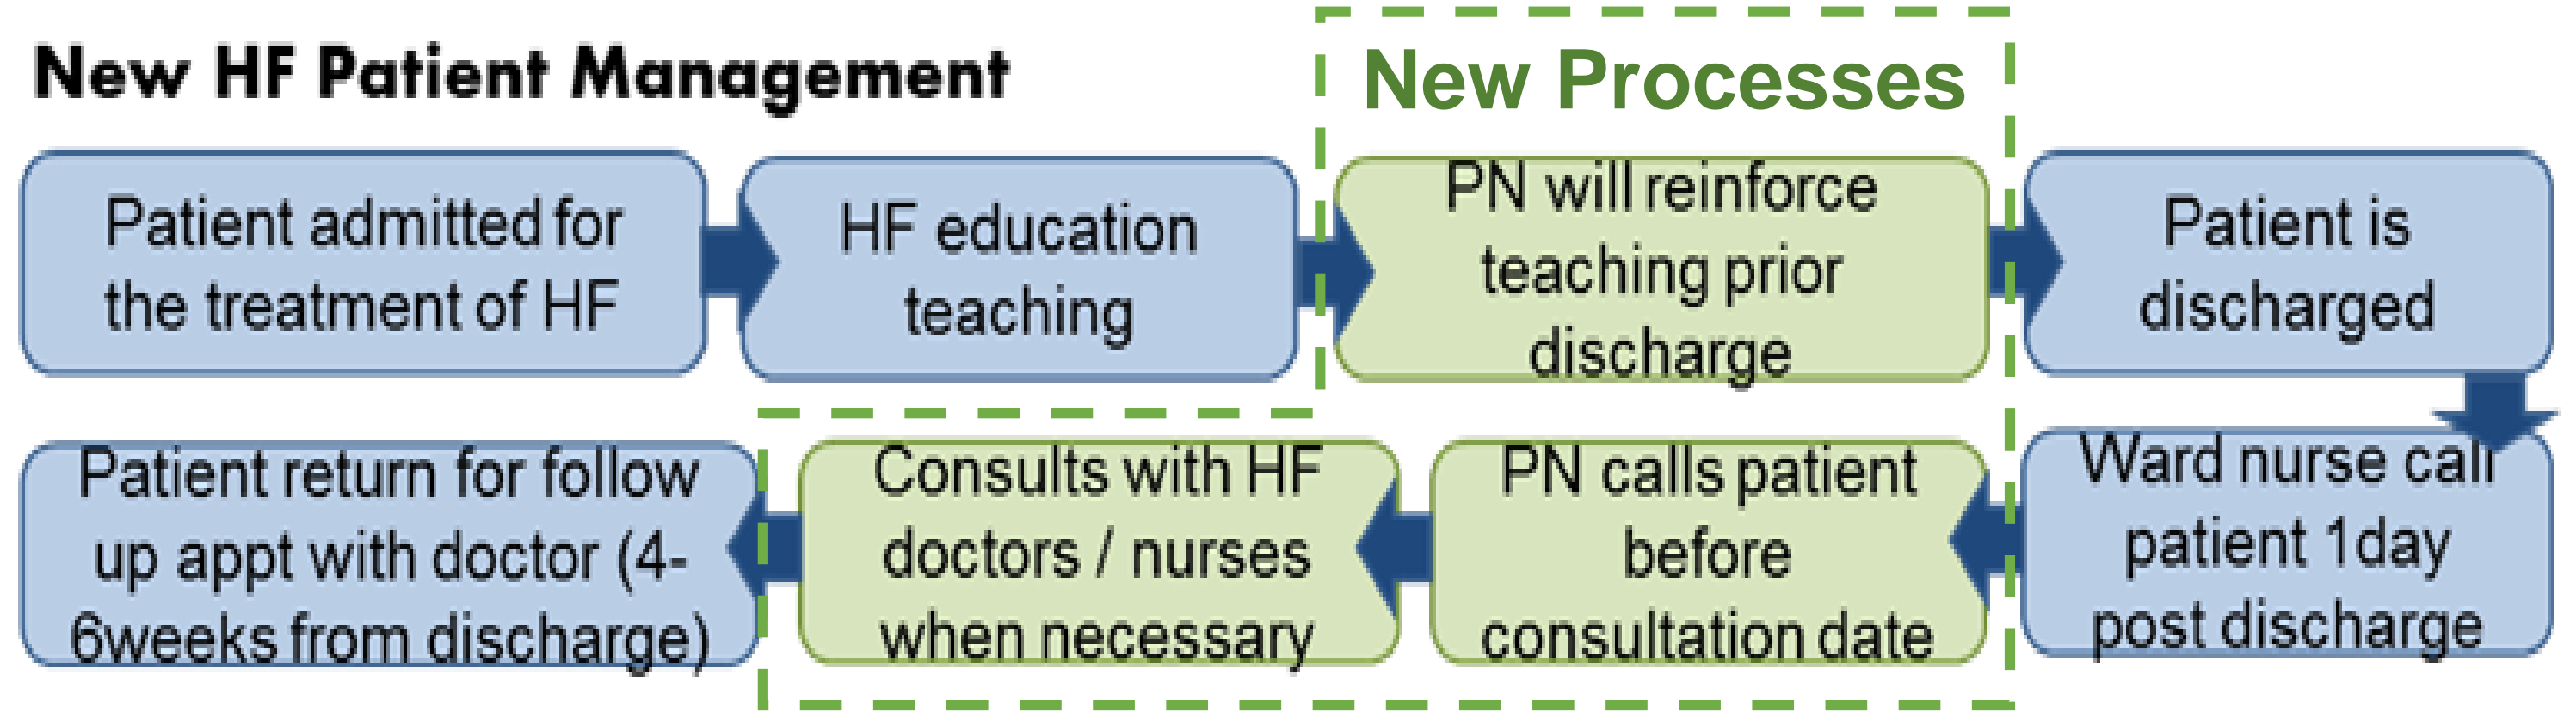 New HF Patient Management
New Processes
Patient admitted for
the treatment of HF
HF education
teaching
PN will reinforce
teaching prior
discharge
Patient is
discharged
Ward nurse call
patient 1day
post discharge
PN calls patient
before
consultation date
Consults with HF
doctors / nurses
when necessary
Patient return for follow
up appt with doctor (4-
6weeks from discharge)